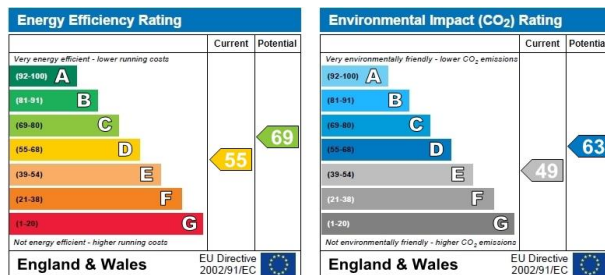 Energy Efficiency Rating
Current Potential
Very energy efficient - lower running costs
(92-100) A
(81-91) B
(69-80) C
(55-68) D
(39-54) E
(21-38) F
(1-20) G
55
69
Not energy efficient - higher running costs
England & Wales
EU Directive
2002/91/EC
Environmental Impact (CO2) Rating
Current Potential
Very environmentally friendly - lower CO2 emissions
(92-100) A
(81-91) B
(69-80) C
(55-68) D
(39-54) E
(21-38) F
(1-20) G
49
63
Not environmentally friendly - higher CO2 emissions
England & Wales
EU Directive
2002/91/EC